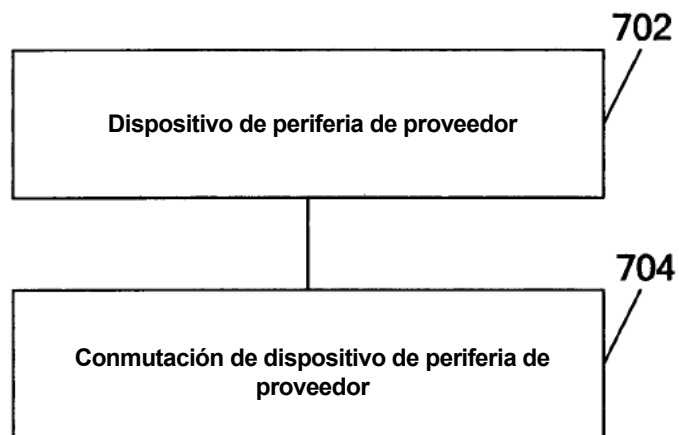 702
Dispositivo de periferia de proveedor
704
Conmutación de dispositivo de periferia de
proveedor